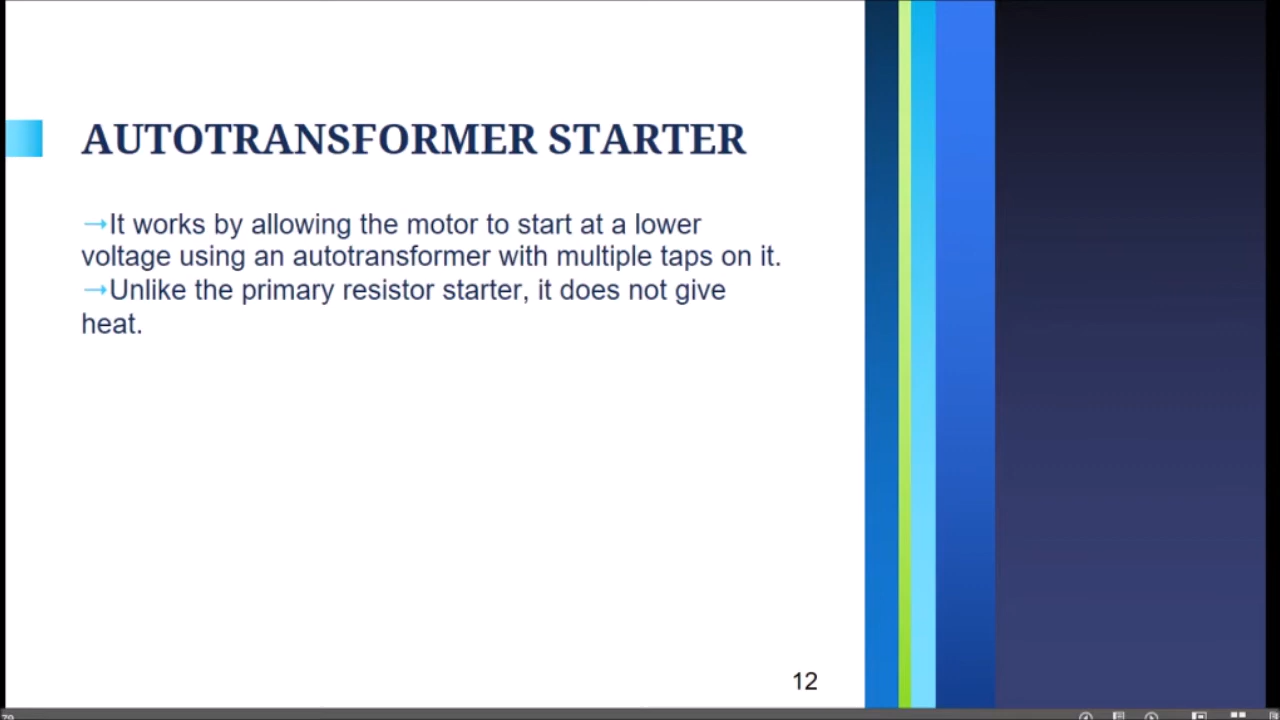 AUTOTRANSFORMER STARTER
→It works by allowing the motor to start at a lower
voltage using an autotransformer with multiple taps on it.
→Unlike the primary resistor starter, it does not give
heat.
12